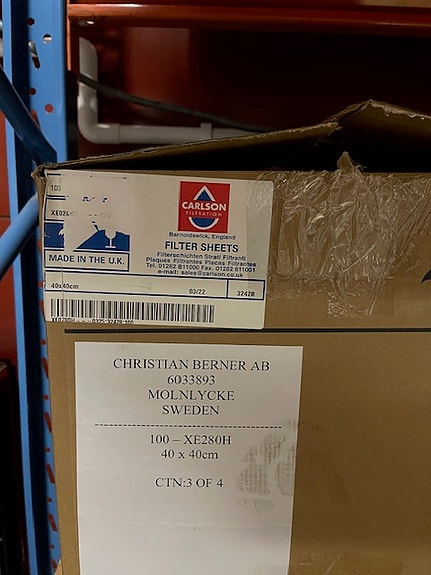 100
CARLSON
FILTRATION
Barnoldswick, England
FILTER SHEETS
Filterschichten Strati Filtranti
Plaques Filtrantes Placas Filtrantes
Tel. 01282 811000 Fax. 01282 811001
e-mail: sales@carlson.co.uk
MADE IN THE U.K.
40x40cm
03/22
32428
CHRISTIAN BERNER AB
6033893
MOLNLYCKE
SWEDEN
100 – XE280H
40 x 40cm
CTN:3 OF 4